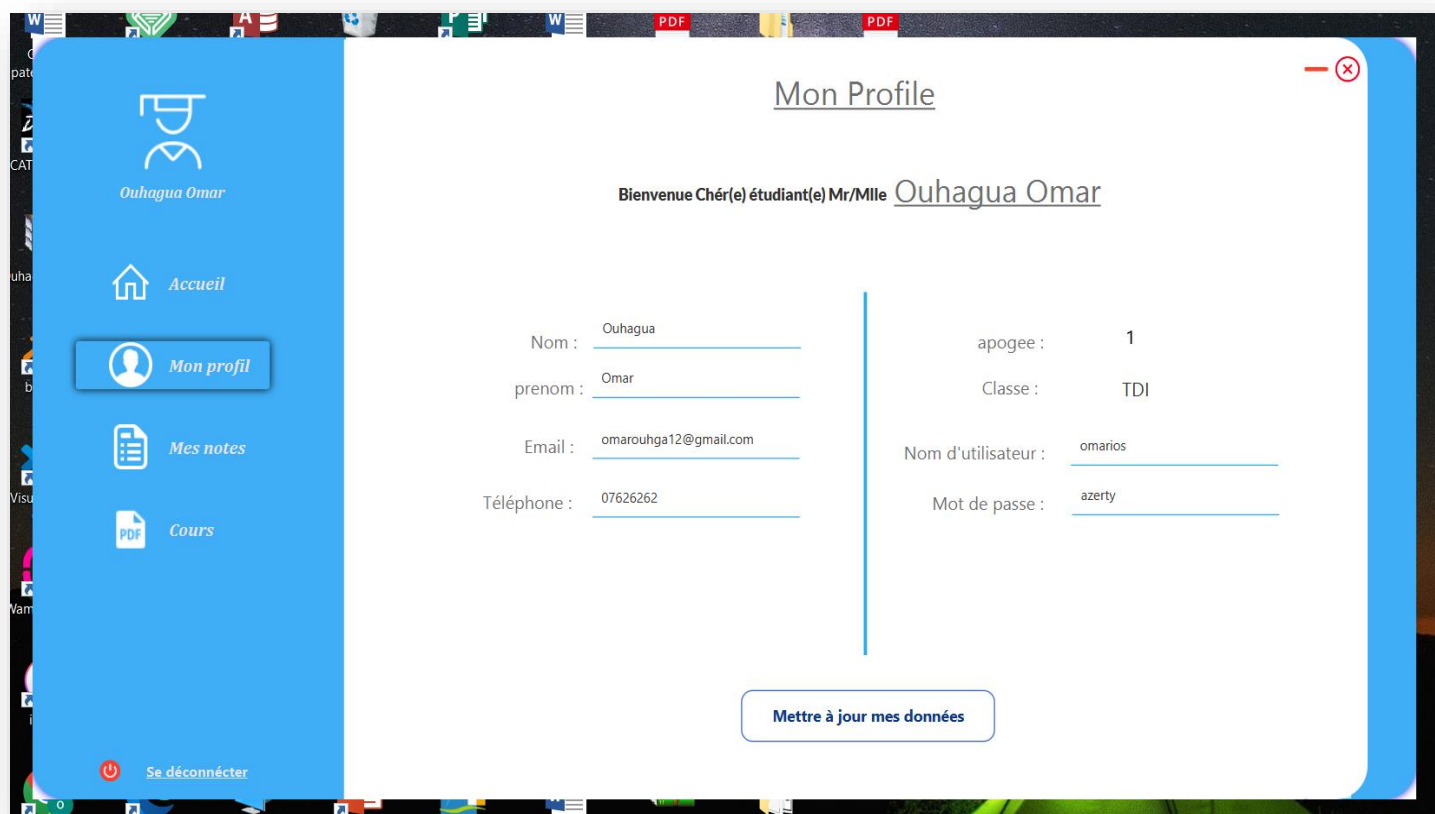 PDF
PDF
Mon Profile
Ouhagua Omar
Bienvenue Chér(e) étudiant(e) Mr/Mlle Ouhagua Omar
Accueil
Mon profil
Mes notes
PDF
Cours
Nom :
Ouhagua
prenom :
Omar
Email :
omarouhga12@gmail.com
Téléphone :
07626262
apogee :
1
Classe :
TDI
Nom d'utilisateur :
omarios
Mot de passe :
azerty
Mettre à jour mes données
Se déconnécter